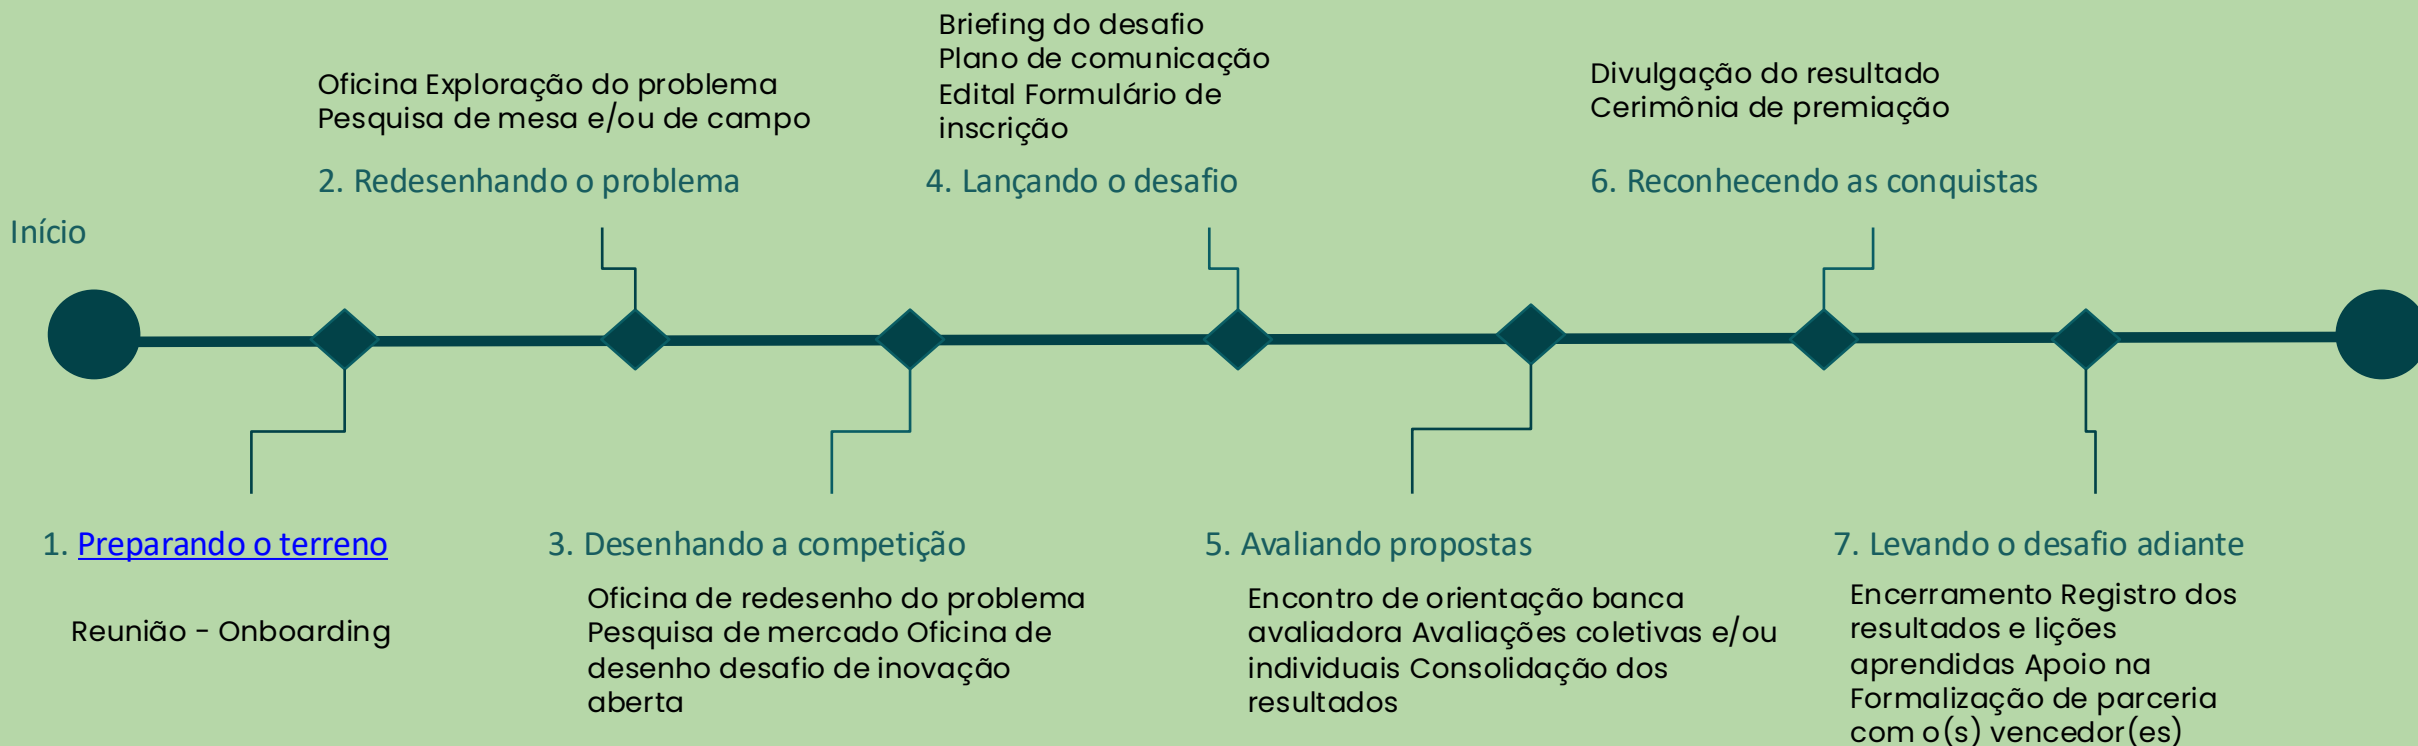 Início
1. Preparando o terreno
Reunião - Onboarding
Oficina Exploração do problema
Pesquisa de mesa e/ou de campo
2. Redesenhando o problema
3. Desenhando a competição
Oficina de redesenho do problema
Pesquisa de mercado Oficina de
desenho desafio de inovação
aberta
Briefing do desafio
Plano de comunicação
Edital Formulário de
inscrição
4. Lançando o desafio
5. Avaliando propostas
Encontro de orientação banca
avaliadora Avaliações coletivas e/ou
individuais Consolidação dos
resultados
Divulgação do resultado
Cerimônia de premiação
6. Reconhecendo as conquistas
7. Levando o desafio adiante
Encerramento Registro dos
resultados e lições
aprendidas Apoio na
Formalização de parceria
com o(s) vencedor(es)